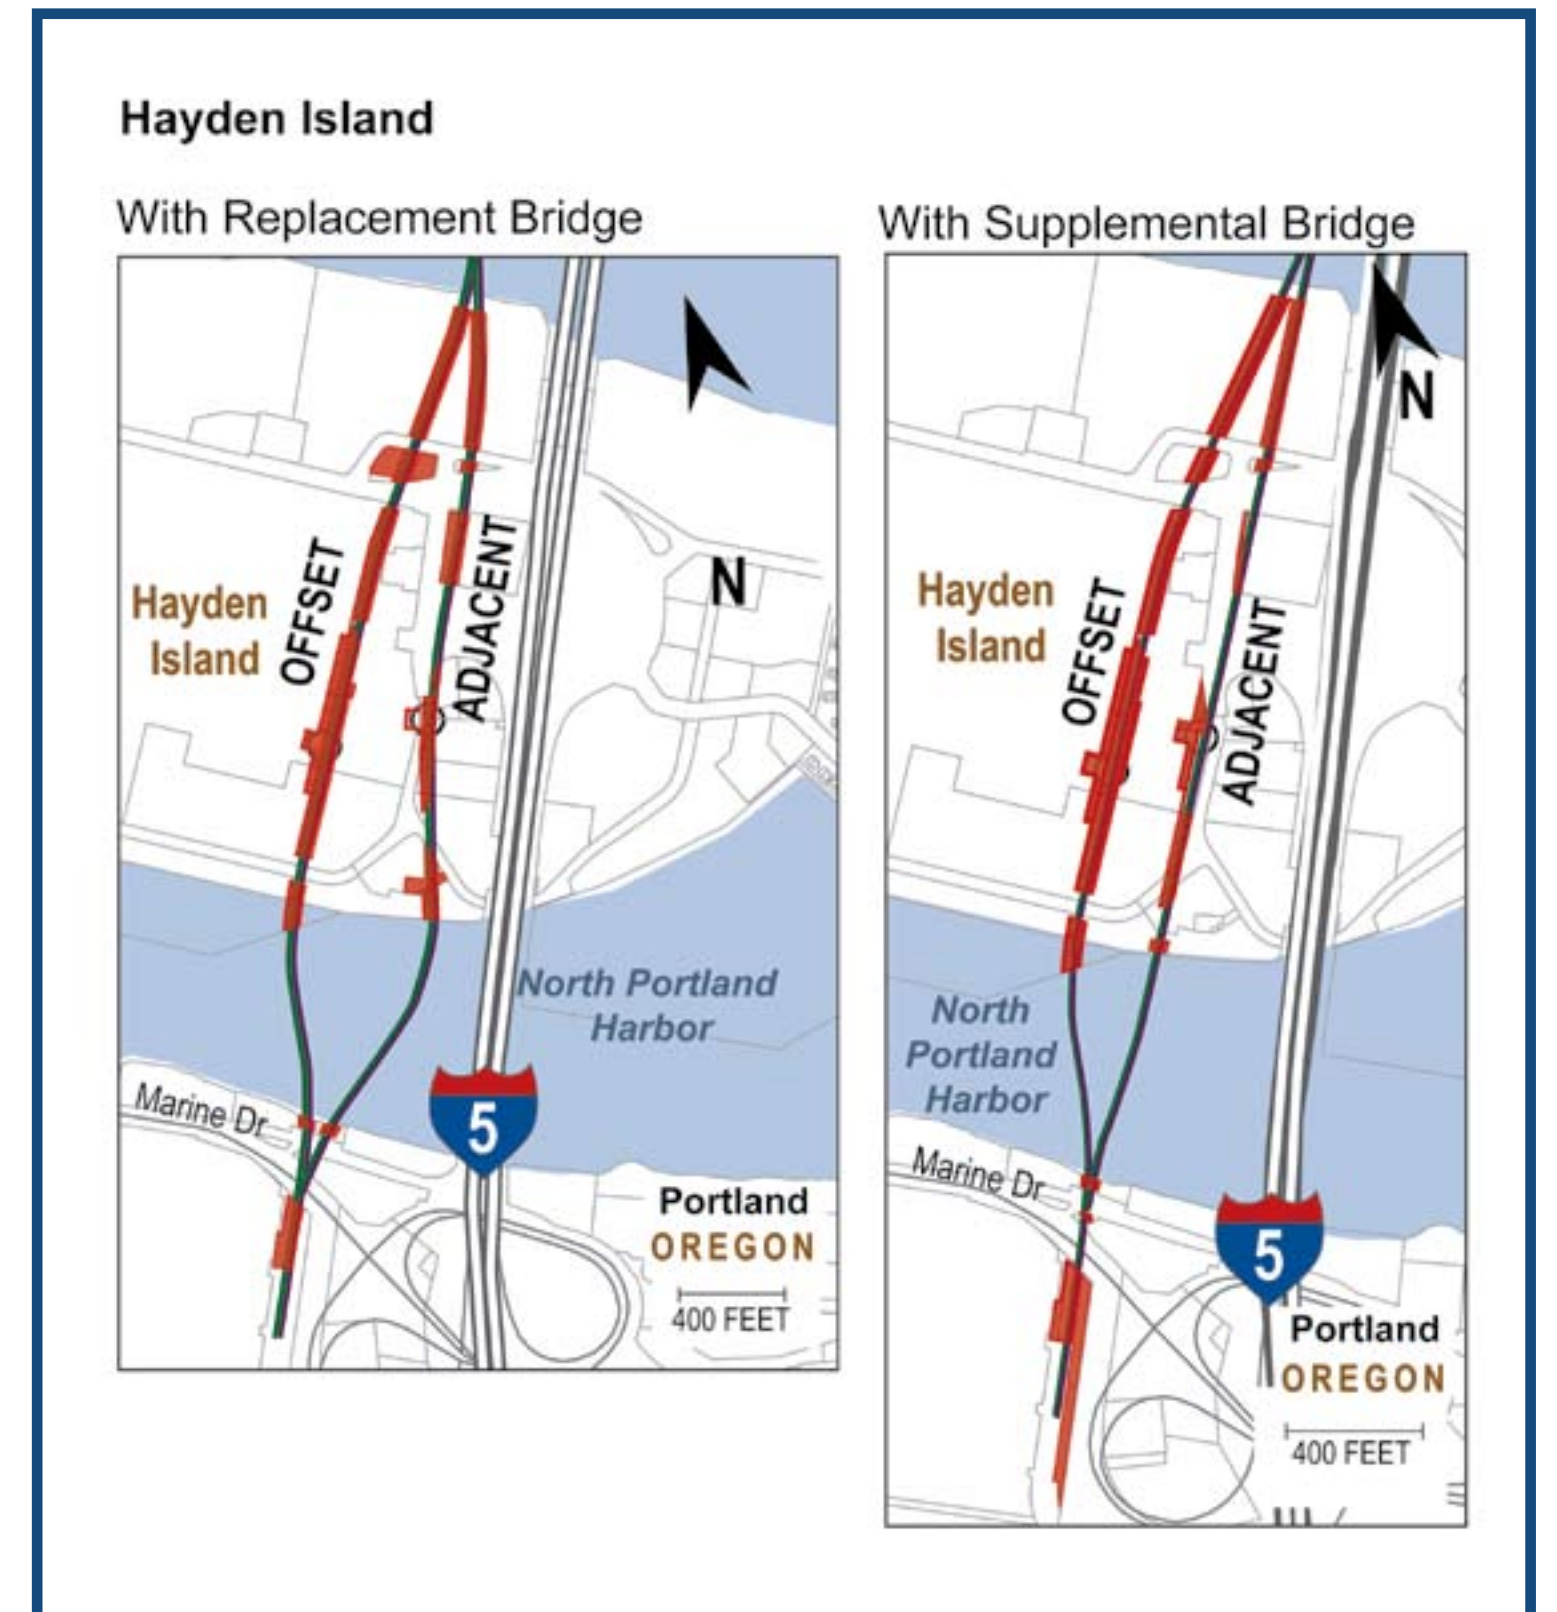 Hayden Island
With Replacement Bridge
OFFSET
ADJACENT
Hayden
Island
N
North Portland
Harbor
Marine Dr
5
Portland
OREGON
400 FEET
With Supplemental Bridge
N
OFFSET
ADJACENT
Hayden
Island
North
Portland
Harbor
Marine Dr
5
Portland
OREGON
400 FEET